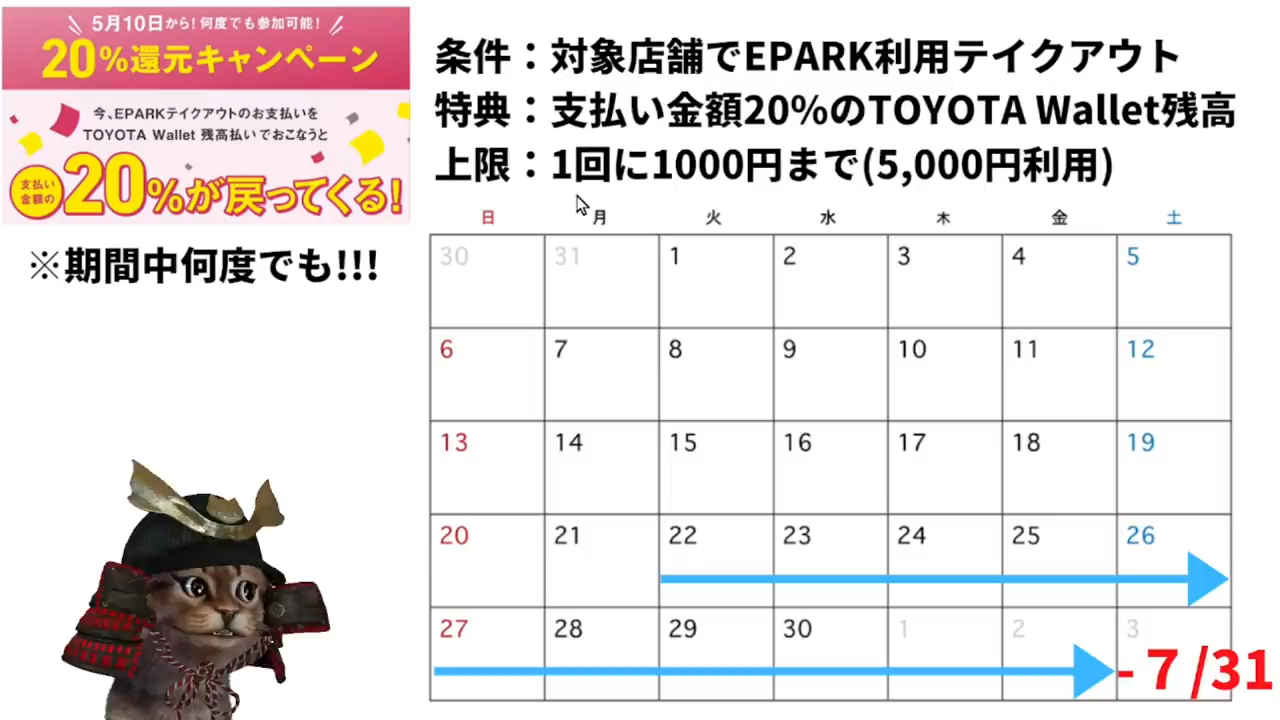 5月10日から!何度でも参加可能!
20%還元キャンペーン
今、EPARKテイクアウトのお支払いを
TOYOTA Wallet 残高払いでおこなうと
支払い
金額の
20%が戻ってくる!
※期間中何度でも!!!
条件：対象店舗でEPARK利用テイクアウト
特典：支払い金額20%のTOYOTA Wallet残高
上限：1回に1000円まで(5,000円利用)
日 月 火 水 木 金 土
30 31 1 2 3 4 5
6 7 8 9 10 11 12
13 14 15 16 17 18 19
20 21 22 23 24 25 26
27 28 29 30 1 2 3
-７/31